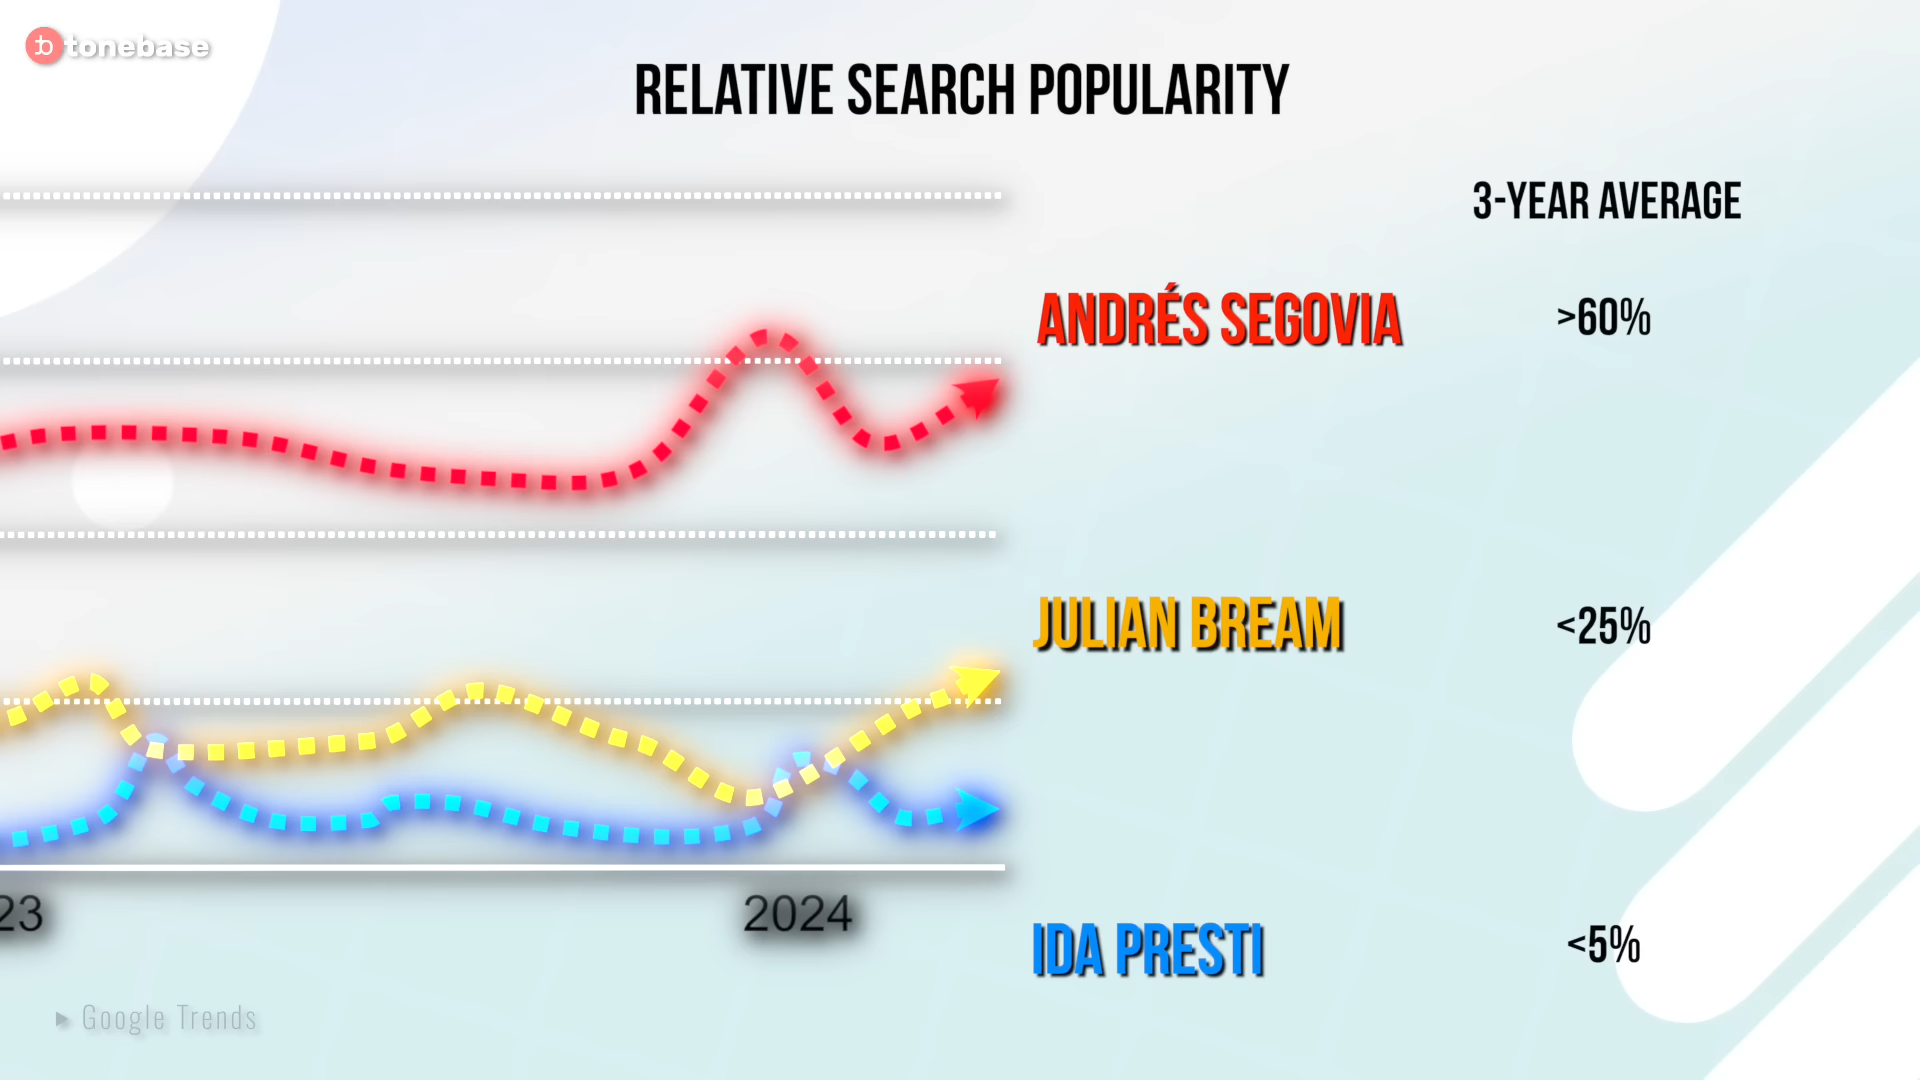 tonebase
RELATIVE SEARCH POPULARITY
3-YEAR AVERAGE
ANDRÉS SEGOVIA >60%
JULIAN BREAM <25%
IDA PRESTI <5%
23 2024
Google Trends